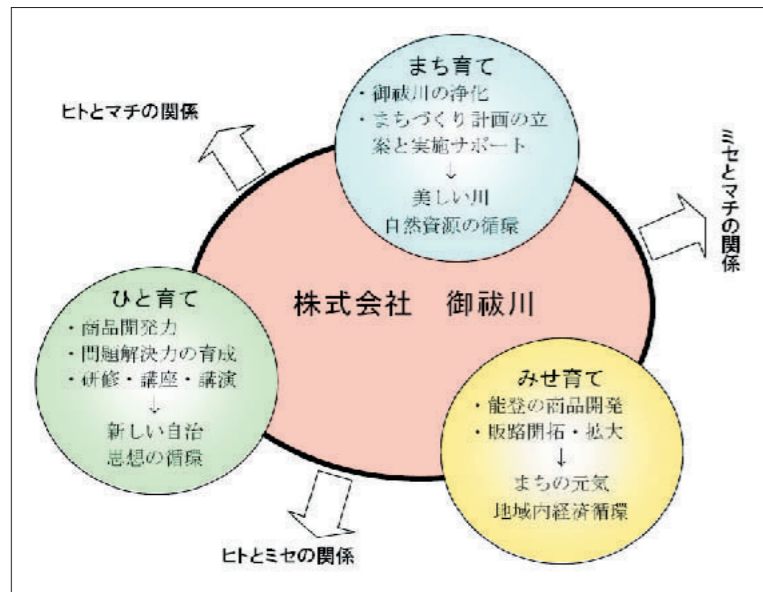 まち育て
・御祓川の浄化
・まちづくり計画の立
案と実施サポート
↓
美しい川
自然資源の循環
ヒトとマチの関係
ミセとマチの関係
株式会社　御祓川
ひと育て
・商品開発力
・問題解決力の育成
・研修・講座・講演
↓
新しい自治
思想の循環
みせ育て
・能登の商品開発
・販路開拓・拡大
↓
まちの元気
地域内経済循環
ヒトとミセの関係